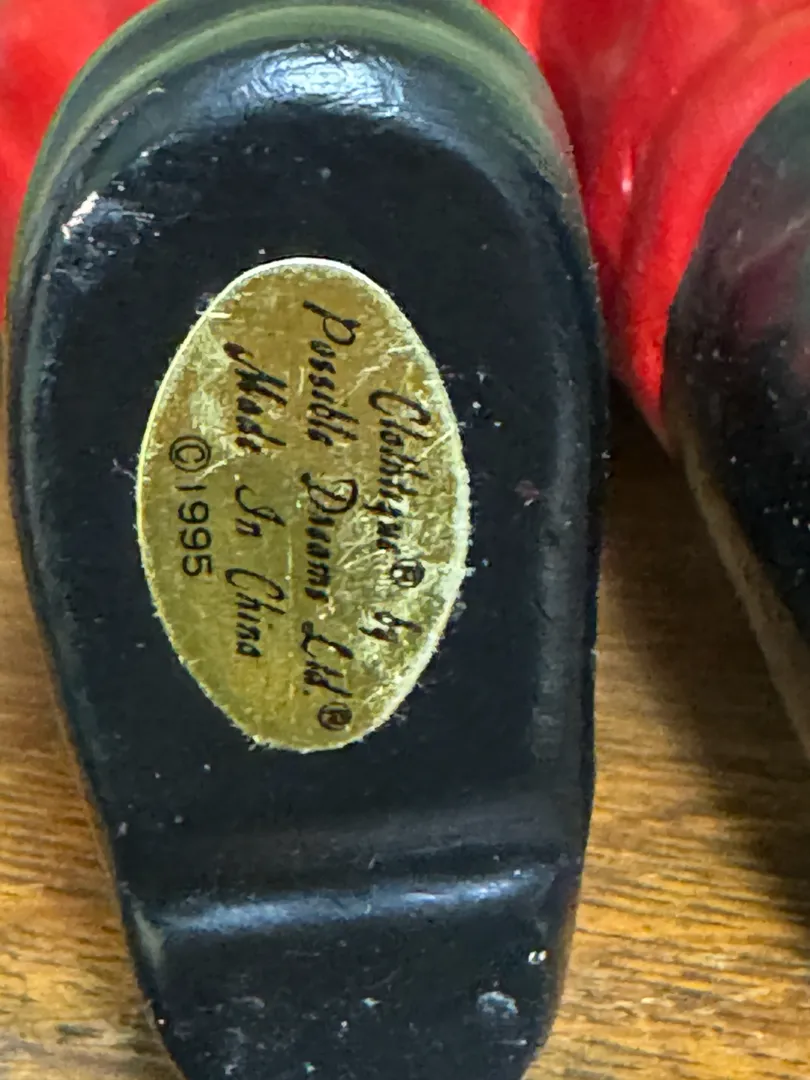 Clothtique® by
Possible Dreams Ltd.®
Made In China
©1995